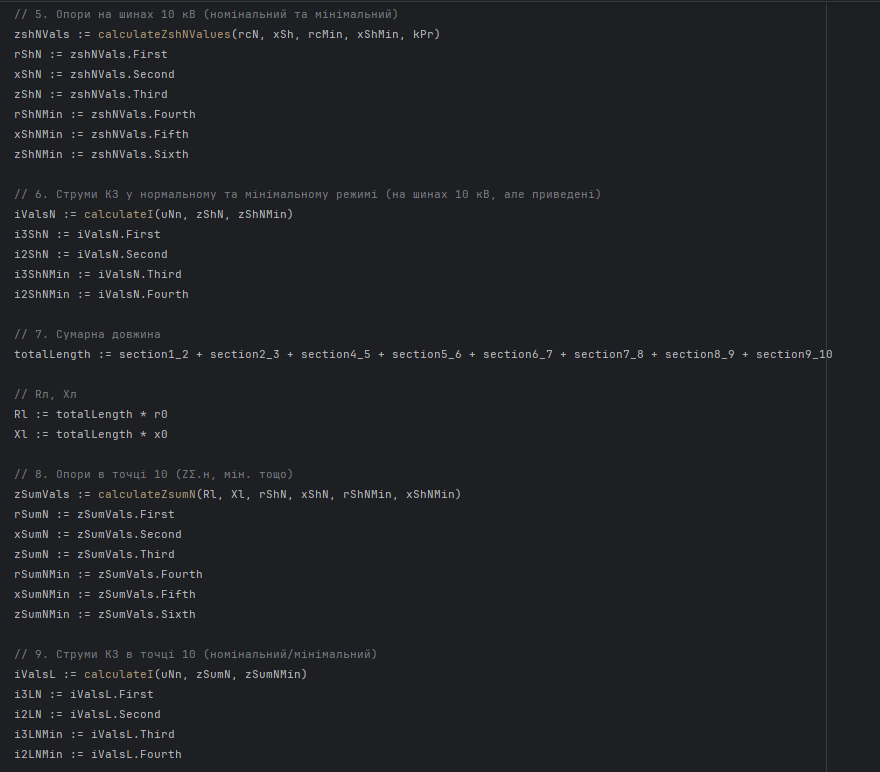 // 5. Опори на шинах 10 кВ (номінальний та мінімальний)
zshNVals := calculateZshNValues(rcN, xSh, rcMin, xShMin, kPr)
rShN := zshNVals.First
xShN := zshNVals.Second
zShN := zshNVals.Third
rShNMin := zshNVals.Fourth
xShNMin := zshNVals.Fifth
zShNMin := zshNVals.Sixth
// 6. Струми КЗ у нормальному та мінімальному режимі (на шинах 10 кВ, але приведені)
iValsN := calculateI(uNn, zShN, zShNMin)
i3ShN := iValsN.First
i2ShN := iValsN.Second
i3ShNMin := iValsN.Third
i2ShNMin := iValsN.Fourth
// 7. Сумарна довжина
totalLength := section1_2 + section2_3 + section4_5 + section5_6 + section6_7 + section7_8 + section8_9 + section9_10
// Rл, Xл
Rl := totalLength * r0
Xl := totalLength * x0
// 8. Опори в точці 10 (ZΣ.н, мін. тощо)
zSumVals := calculateZsumN(Rl, Xl, rShN, xShN, rShNMin, xShNMin)
rSumN := zSumVals.First
xSumN := zSumVals.Second
zSumN := zSumVals.Third
rSumNMin := zSumVals.Fourth
xSumNMin := zSumVals.Fifth
zSumNMin := zSumVals.Sixth
// 9. Струми КЗ в точці 10 (номінальний/мінімальний)
iValsL := calculateI(uNn, zSumN, zSumNMin)
i3LN := iValsL.First
i2LN := iValsL.Second
i3LNMin := iValsL.Third
i2LNMin := iValsL.Fourth